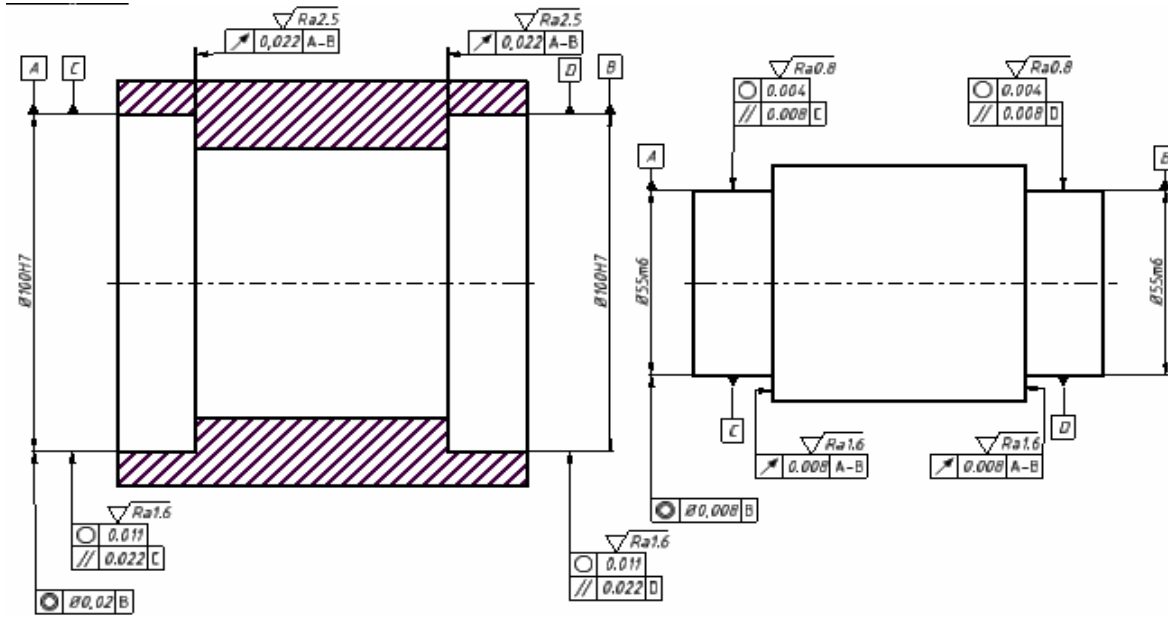 Ra2.5
0,022 A-B
Ra2.5
0,022 A-B
A
C
D
B
Ø100H7
Ø100H7
Ra1.6
0.011
0.022 C
Ø0,02 B
Ra1.6
0.011
0.022 D
Ra0.8
0.004
0.008 C
Ra0.8
0.004
0.008 D
A
Ø55m6
Ø55m6
C
D
Ra1.6
0.008 A-B
Ra1.6
0.008 A-B
Ø0,008 B